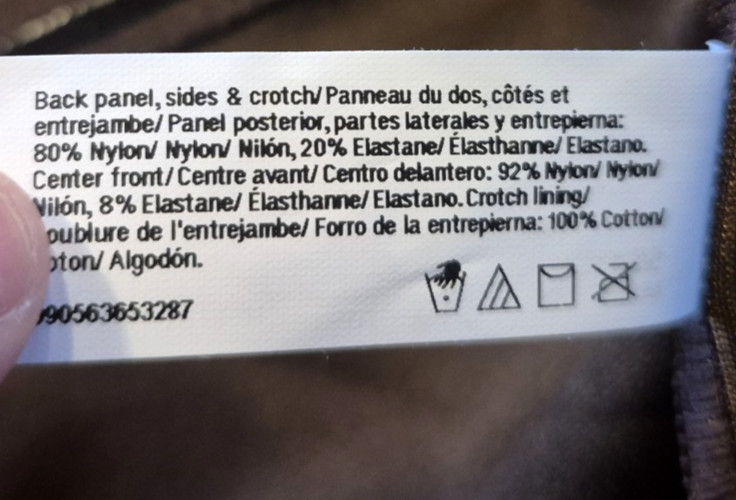 Back panel, sides & crotch/ Panneau du dos, côtés et
entrejambe/ Panel posterior, partes laterales y entrepierna:
80% Nylon/ Nylon/ Nilón, 20% Elastane/ Élasthanne/ Elastano.
Center front/ Centre avant/ Centro delantero: 92% Nylon/ Nylon/
Nilón, 8% Elastane/ Élasthanne/ Elastano. Crotch lining/
oublure de l'entrejambe/ Forro de la entrepierna: 100% Cotton/
oton/ Algodón.
90563653287